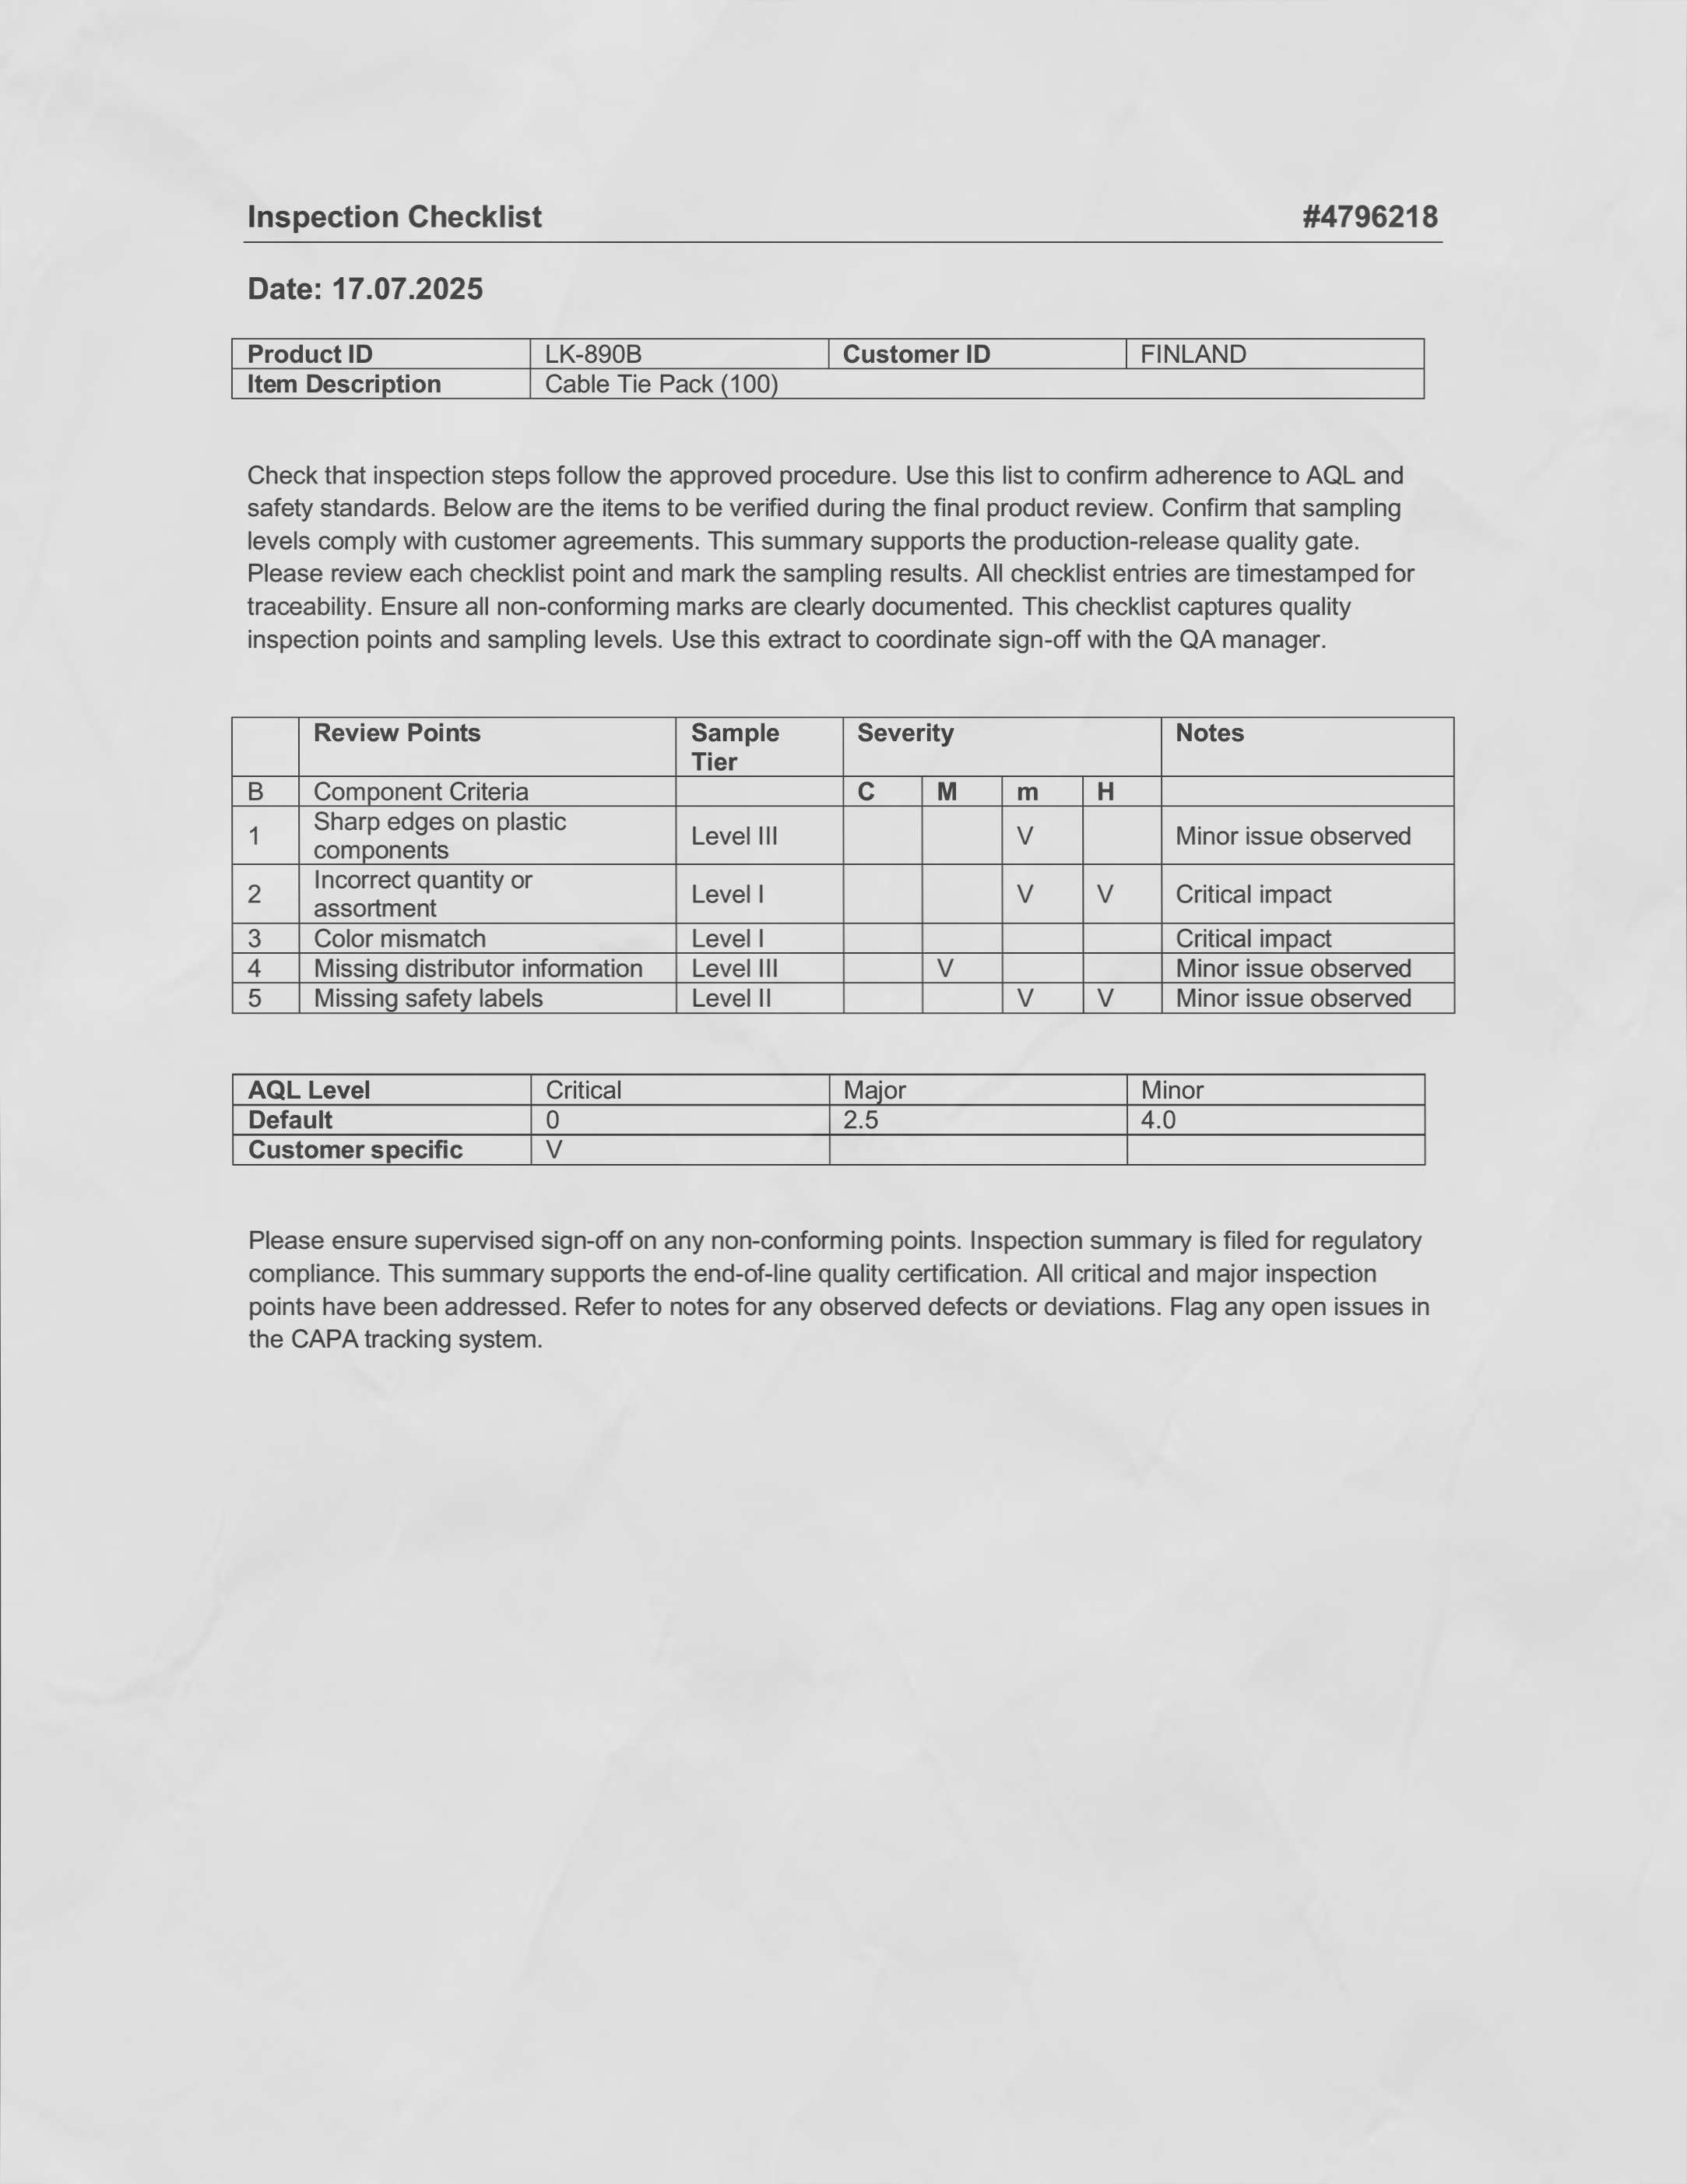 Inspection Checklist #4796218
Date: 17.07.2025
Product ID LK-890B Customer ID FINLAND
Item Description Cable Tie Pack (100)
Check that inspection steps follow the approved procedure. Use this list to confirm adherence to AQL and
safety standards. Below are the items to be verified during the final product review. Confirm that sampling
levels comply with customer agreements. This summary supports the production-release quality gate.
Please review each checklist point and mark the sampling results. All checklist entries are timestamped for
traceability. Ensure all non-conforming marks are clearly documented. This checklist captures quality
inspection points and sampling levels. Use this extract to coordinate sign-off with the QA manager.
Review Points Sample Severity Notes
Tier
B Component Criteria C M m H
Sharp edges on plastic
1 Level III V Minor issue observed
components
Incorrect quantity or
2 Level I V V Critical impact
assortment
3 Color mismatch Level I Critical impact
4 Missing distributor information Level III V Minor issue observed
5 Missing safety labels Level II V V Minor issue observed
AQL Level Critical Major Minor
Default 0 2.5 4.0
Customer specific V
Please ensure supervised sign-off on any non-conforming points. Inspection summary is filed for regulatory
compliance. This summary supports the end-of-line quality certification. All critical and major inspection
points have been addressed. Refer to notes for any observed defects or deviations. Flag any open issues in
the CAPA tracking system.